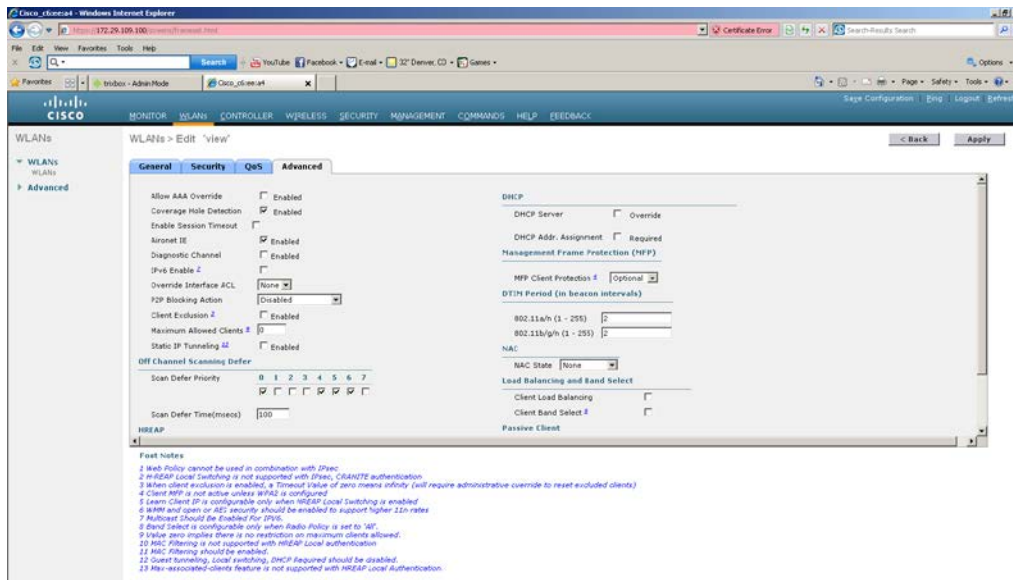 Cisco_c6:ee:a4 - Windows Internet Explorer
https://172.29.109.100/screens/frameset.html
Certificate Error
Search-Results Search
File Edit View Favorites Tools Help
Search
YouTube Facebook E-mail 32° Denver, CO Games
Options
Favorites
trixbox - Admin Mode
Cisco_c6:ee:a4
Page Safety Tools
CISCO
Save Configuration Ping Logout Refresh
MONITOR WLANs CONTROLLER WIRELESS SECURITY MANAGEMENT COMMANDS HELP FEEDBACK
WLANs
WLANs > Edit 'view'
< Back
Apply
WLANs
WLANs
Advanced
General Security QoS Advanced
Allow AAA Override Enabled
Coverage Hole Detection Enabled
Enable Session Timeout
Aironet IE Enabled
Diagnostic Channel Enabled
IPv6 Enable 7
Override Interface ACL None
P2P Blocking Action Disabled
Client Exclusion 3 Enabled
Maximum Allowed Clients 9 0
Static IP Tunneling 12 Enabled
Off Channel Scanning Defer
Scan Defer Priority 0 1 2 3 4 5 6 7
Scan Defer Time(msecs) 100
HREAP
DHCP
DHCP Server Override
DHCP Addr. Assignment Required
Management Frame Protection (MFP)
MFP Client Protection 4 Optional
DTIM Period (in beacon intervals)
802.11a/n (1 - 255) 2
802.11b/g/n (1 - 255) 2
NAC
NAC State None
Load Balancing and Band Select
Client Load Balancing
Client Band Select 8
Passive Client
Foot Notes
1 Web Policy cannot be used in combination with IPsec
2 H-REAP Local Switching is not supported with IPsec, CRANITE authentication
3 When client exclusion is enabled, a Timeout Value of zero means infinity (will require administrative override to reset excluded clients)
4 Client MFP is not active unless WPA2 is configured
5 Learn Client IP is configurable only when HREAP Local Switching is enabled
6 WMM and open or AES security should be enabled to support higher 11n rates
7 Multicast Should Be Enabled For IPV6.
8 Band Select is configurable only when Radio Policy is set to 'All'.
9 Value zero implies there is no restriction on maximum clients allowed.
10 MAC Filtering is not supported with HREAP Local authentication
11 MAC Filtering should be enabled.
12 Guest tunneling, Local switching, DHCP Required should be disabled.
13 Max-associated-clients feature is not supported with HREAP Local Authentication.